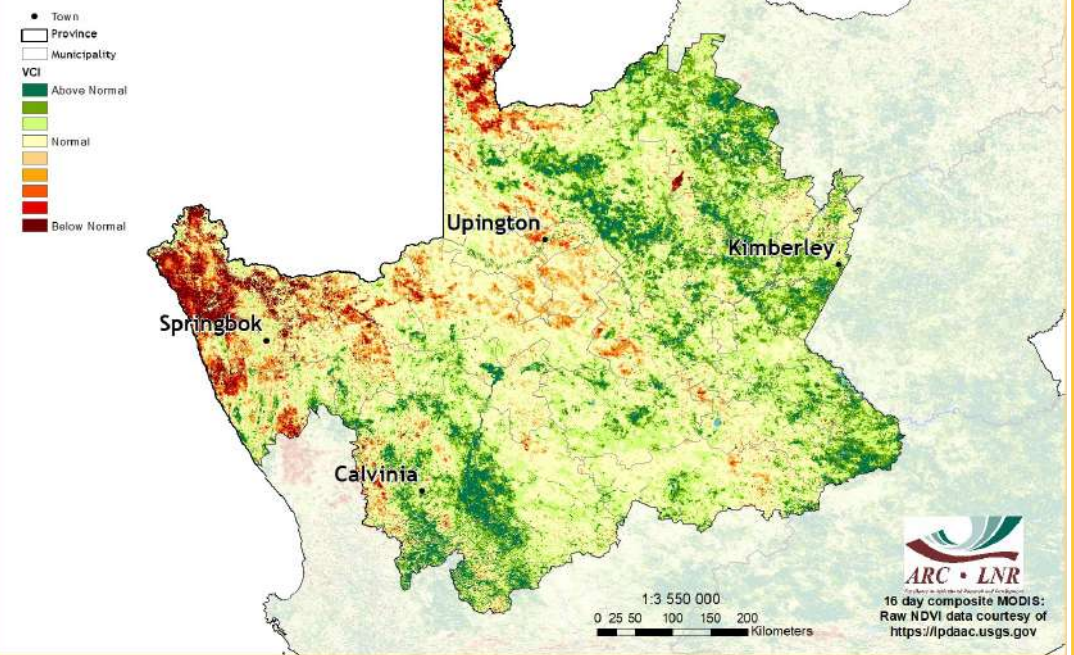 Town
Province
Municipality
VCI
Above Normal
Normal
Below Normal
Upington
Kimberley
Springbok
Calvinia
ARC • LNR
1:3 550 000
0 25 50 100 150 200
Kilometers
16 day composite MODIS:
Raw NDVI data courtesy of
https://lpdaac.usgs.gov